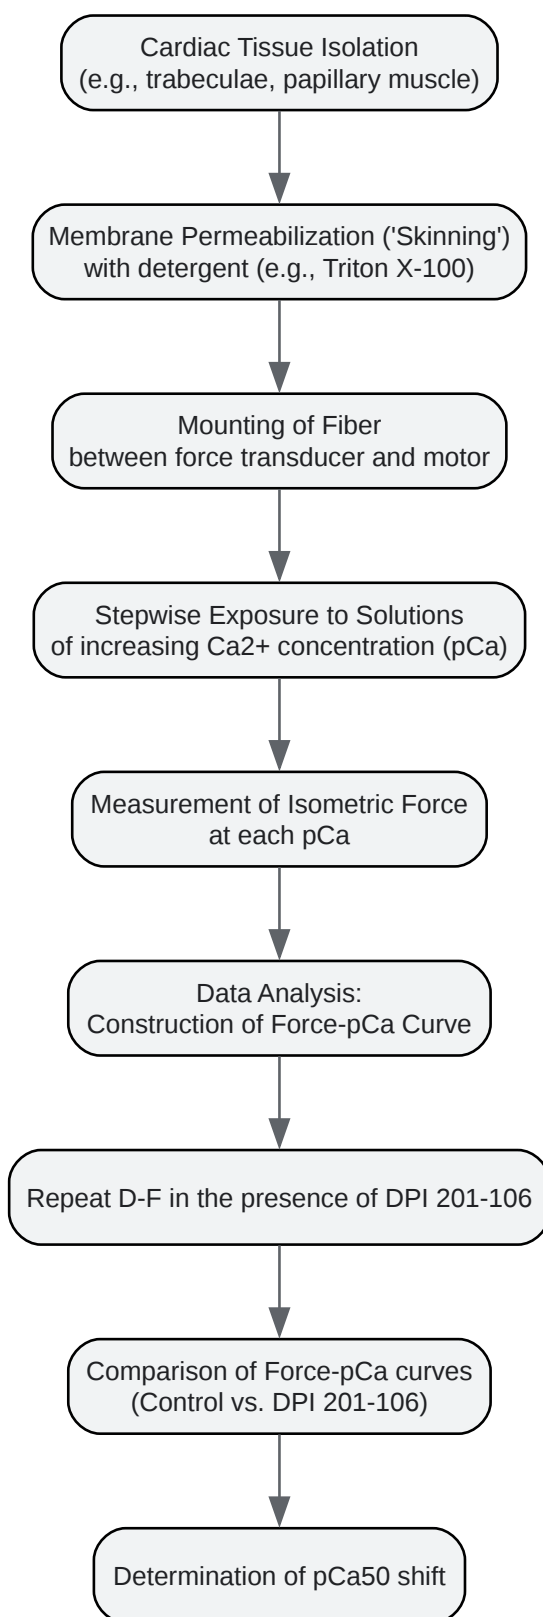 Cardiac Tissue Isolation
(e.g., trabeculae, papillary muscle)
Membrane Permeabilization ('Skinning')
with detergent (e.g., Triton X-100)
Mounting of Fiber
between force transducer and motor
Stepwise Exposure to Solutions
of increasing Ca2+ concentration (pCa)
Measurement of Isometric Force
at each pCa
Data Analysis:
Construction of Force-pCa Curve
Repeat D-F in the presence of DPI 201-106
Comparison of Force-pCa curves
(Control vs. DPI 201-106)
Determination of pCa50 shift